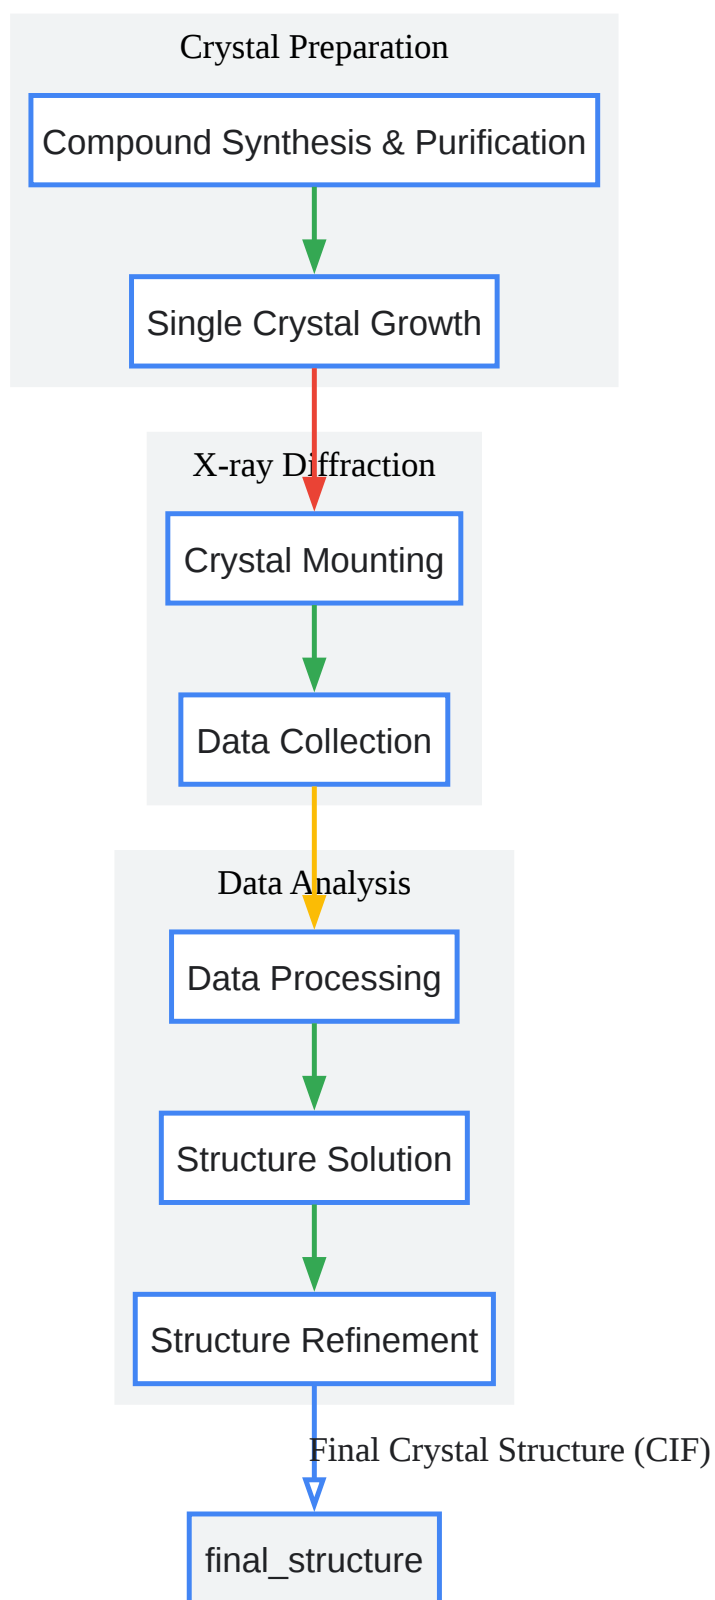 Crystal Preparation
Compound Synthesis & Purification
Single Crystal Growth
X-ray Diffraction
Crystal Mounting
Data Collection
Data Analysis
Data Processing
Structure Solution
Structure Refinement
Final Crystal Structure (CIF)
final_structure